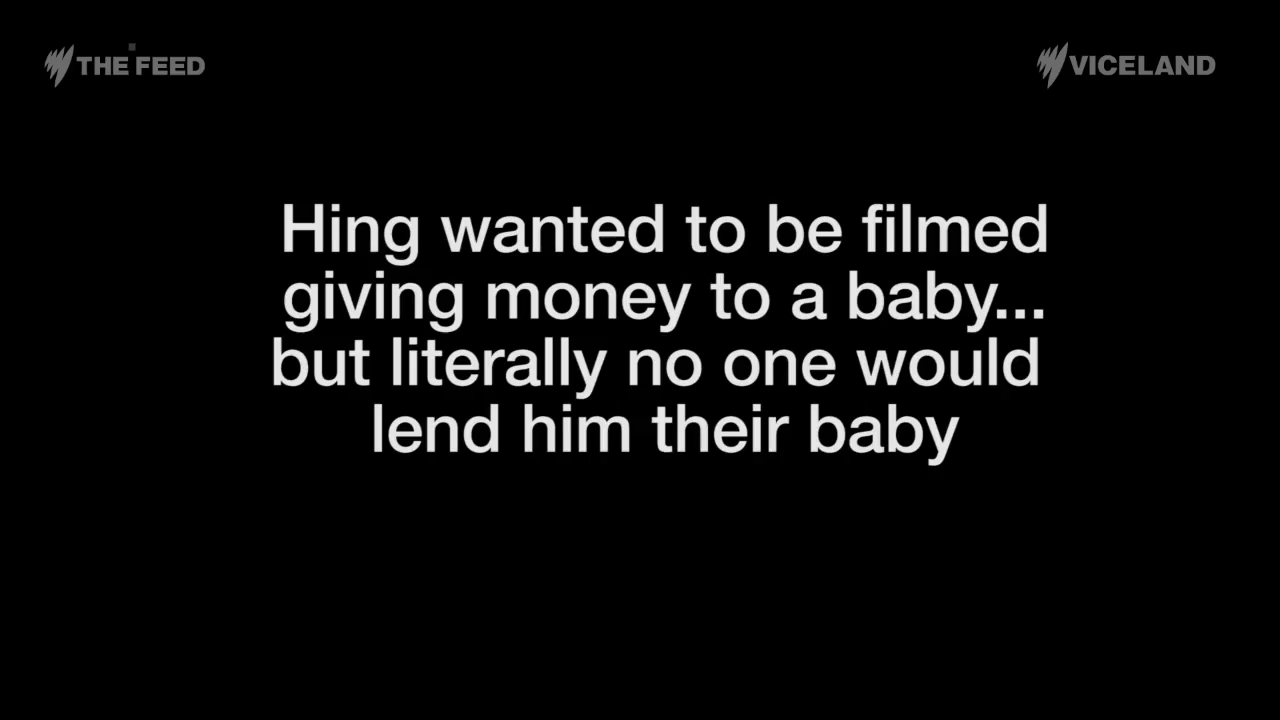 THE FEED
VICELAND
Hing wanted to be filmed
giving money to a baby...
but literally no one would
lend him their baby